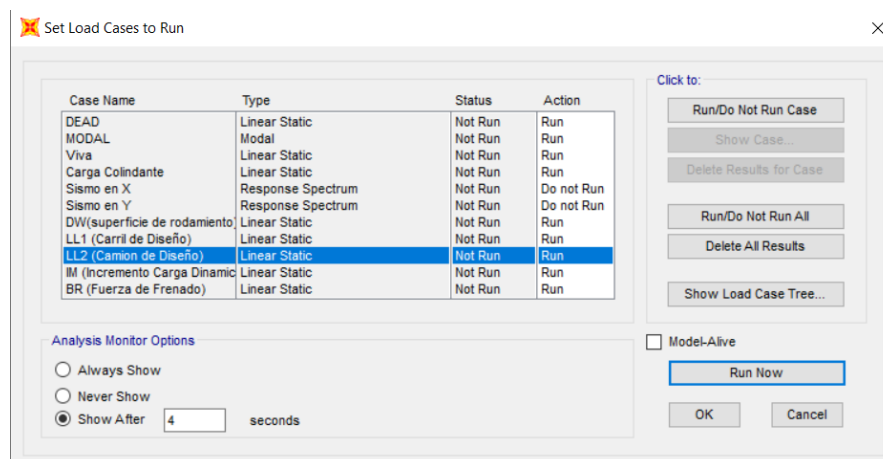 Set Load Cases to Run
Click to:
Case Name Type Status Action
DEAD Linear Static Not Run Run
MODAL Modal Not Run Run
Viva Linear Static Not Run Run
Carga Colindante Linear Static Not Run Run
Sismo en X Response Spectrum Not Run Do not Run
Sismo en Y Response Spectrum Not Run Do not Run
DW(superficie de rodamiento) Linear Static Not Run Run
LL1 (Carril de Diseño) Linear Static Not Run Run
LL2 (Camion de Diseño) Linear Static Not Run Run
IM (Incremento Carga Dinamic Linear Static Not Run Run
BR (Fuerza de Frenado) Linear Static Not Run Run
Run/Do Not Run Case
Show Case...
Delete Results for Case
Run/Do Not Run All
Delete All Results
Show Load Case Tree...
Analysis Monitor Options
Always Show
Never Show
Show After 4 seconds
Model-Alive
Run Now
OK Cancel